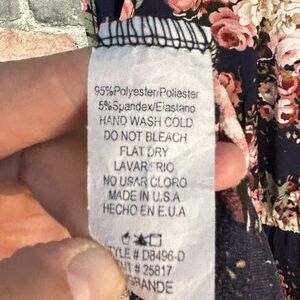 95%Polyester/Poliester
5%Spandex/Elastano
HAND WASH COLD
DO NOT BLEACH
FLAT DRY
LAVAR FRIO
NO USAR CLORO
MADE IN U.S.A
HECHO EN E.U.A
# D8496-D
# 25817
GRANDE